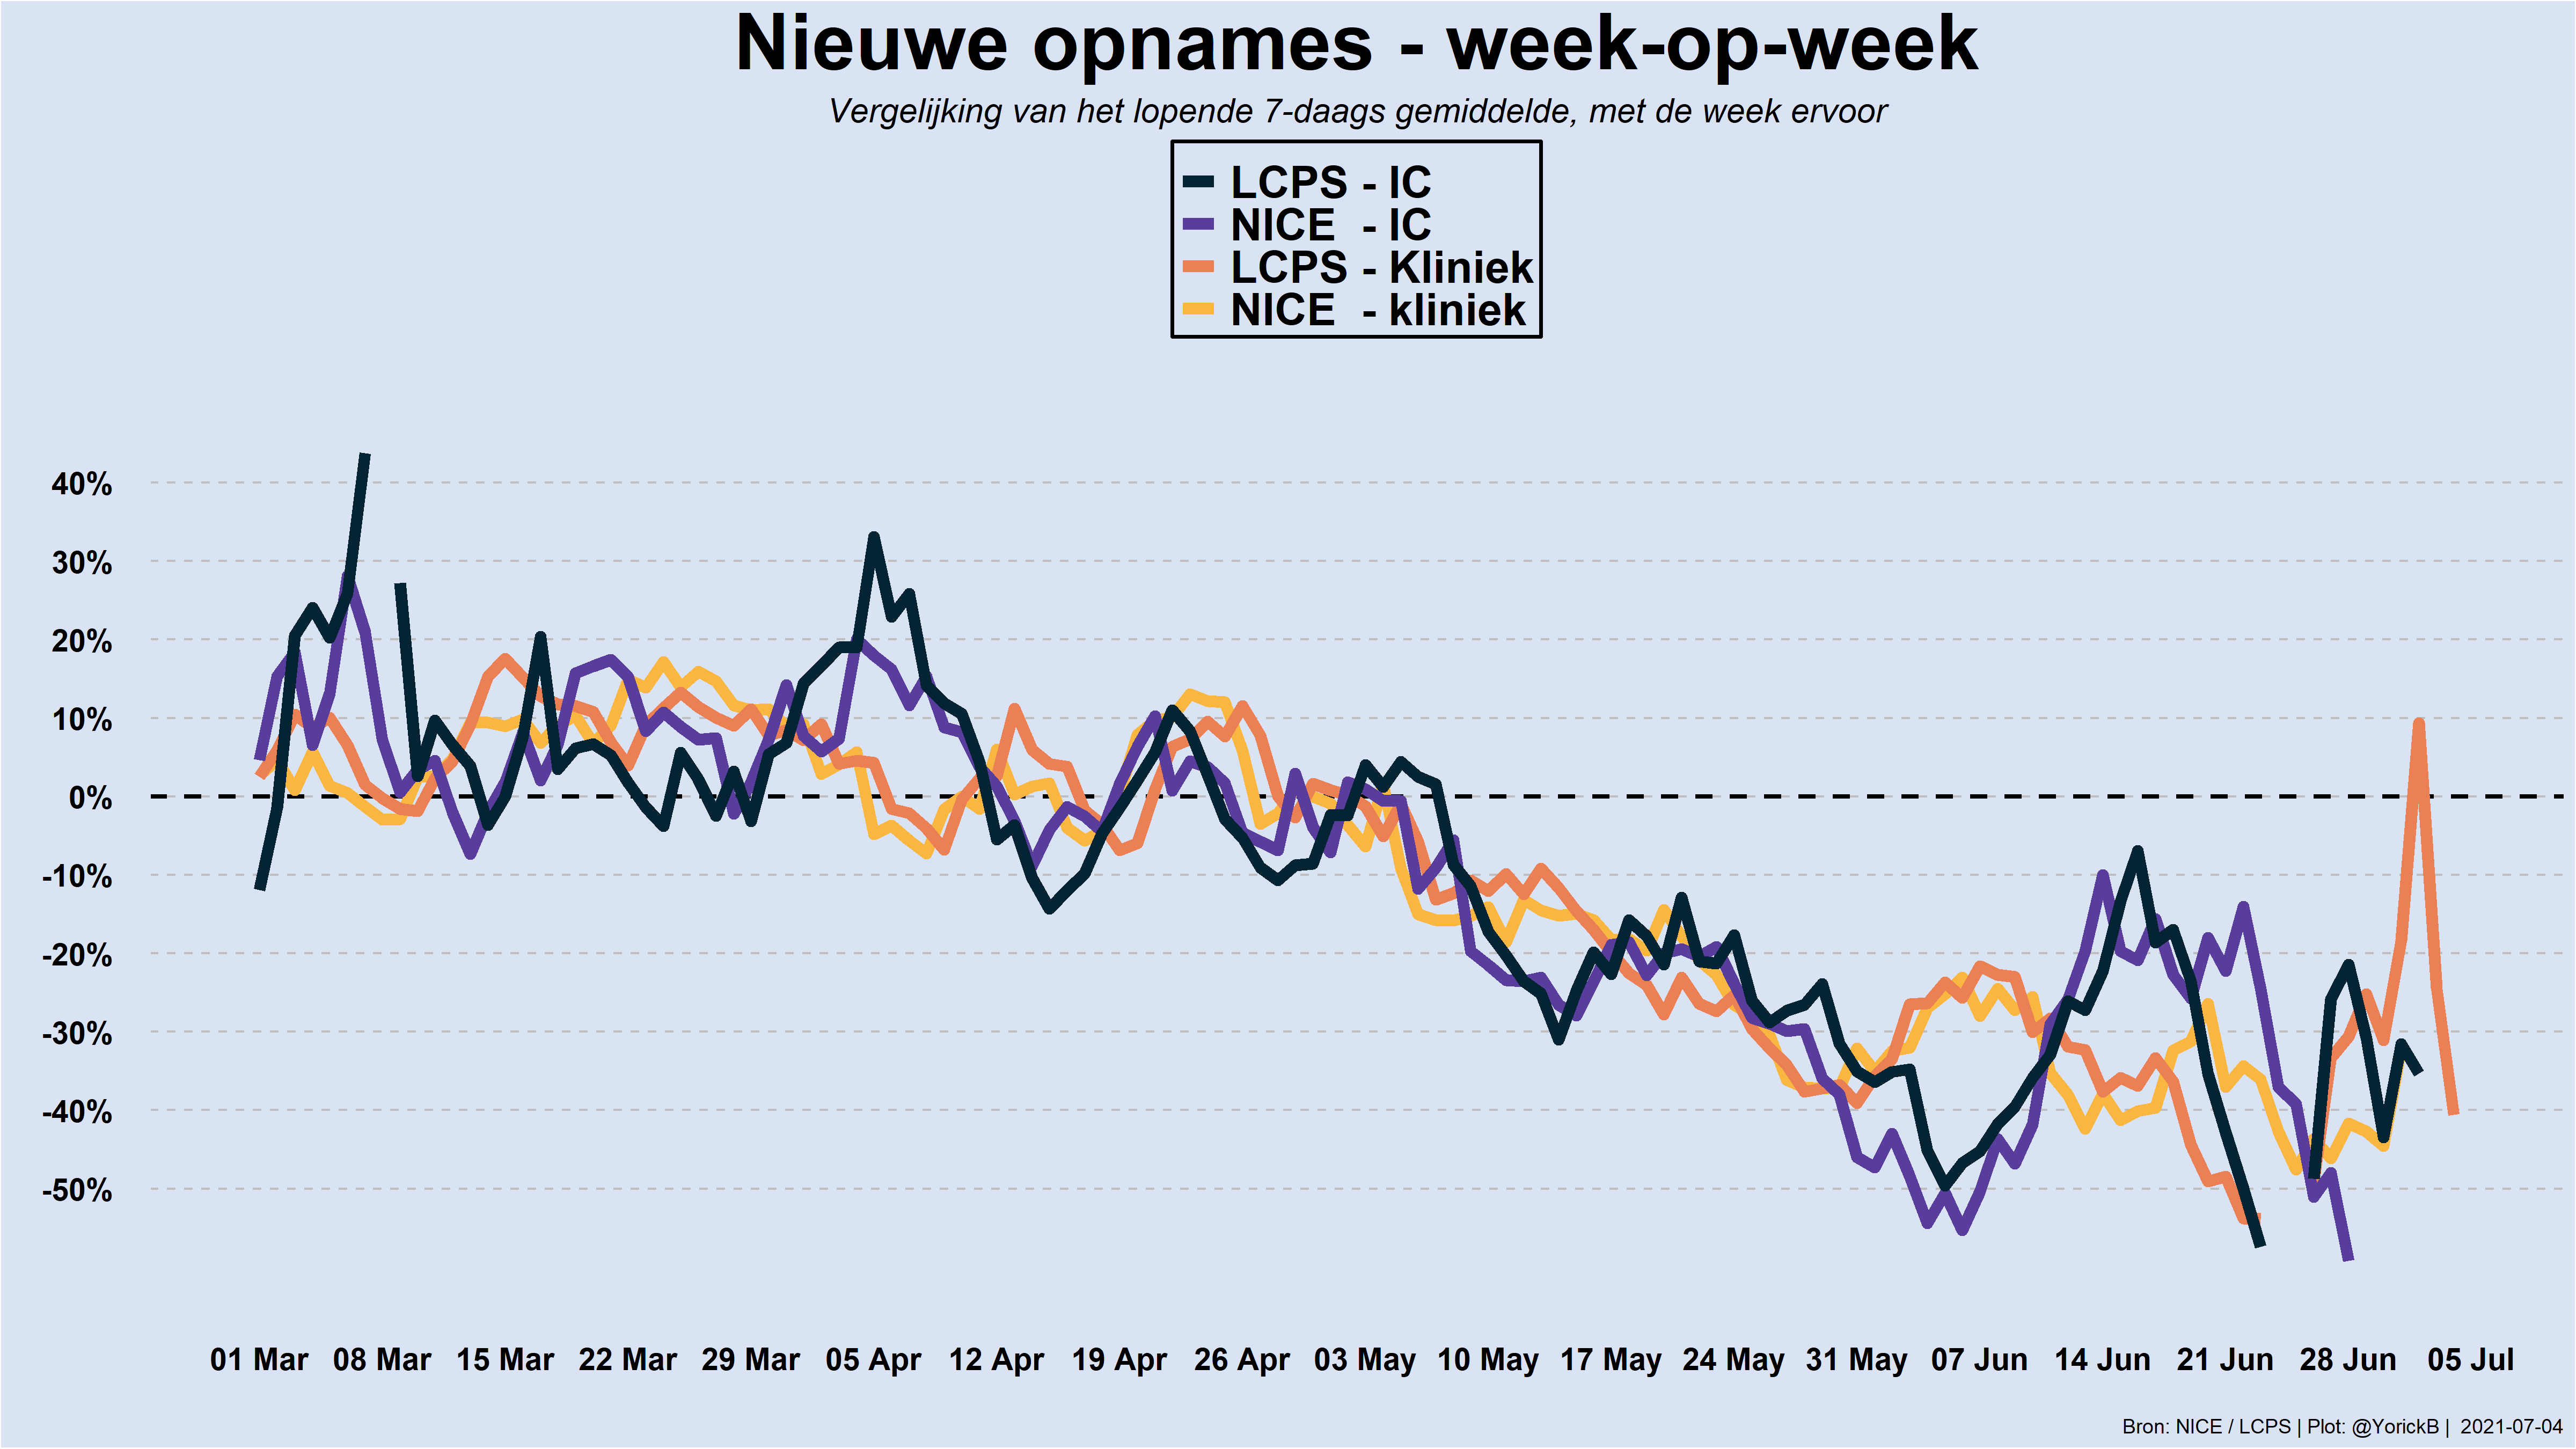 Nieuwe opnames - week-op-week
Vergelijking van het lopende 7-daags gemiddelde, met de week ervoor
LCPS - IC
NICE - IC
LCPS - Kliniek
NICE - kliniek
40%
30%
20%
10%
0%
-10%
-20%
-30%
-40%
-50%
01 Mar 08 Mar 15 Mar 22 Mar 29 Mar 05 Apr 12 Apr 19 Apr 26 Apr 03 May 10 May 17 May 24 May 31 May 07 Jun 14 Jun 21 Jun 28 Jun 05 Jul
Bron: NICE / LCPS | Plot: @YorickB | 2021-07-04